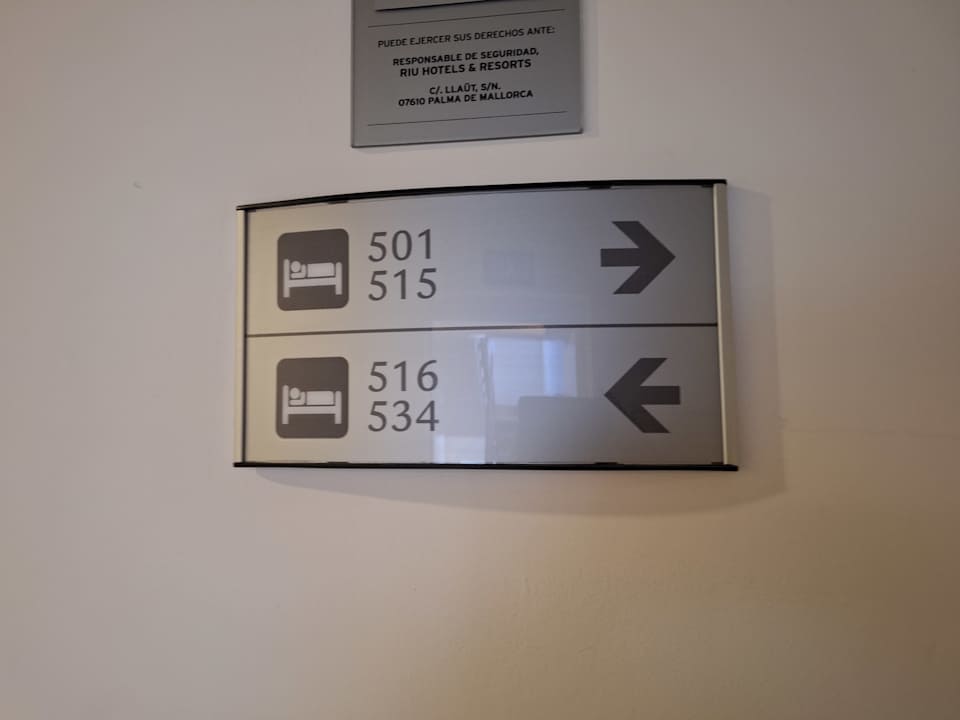 PUEDE EJERCER SUS DERECHOS ANTE:
RESPONSABLE DE SEGURIDAD,
RIU HOTELS & RESORTS
C/. LLAÜT, S/N.
07610 PALMA DE MALLORCA
501
515
516
534